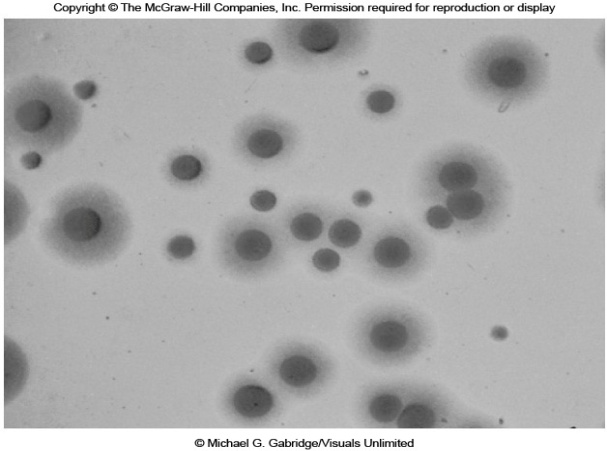 Copyright © The McGraw-Hill Companies, Inc. Permission required for reproduction or display
© Michael G. Gabridge/Visuals Unlimited